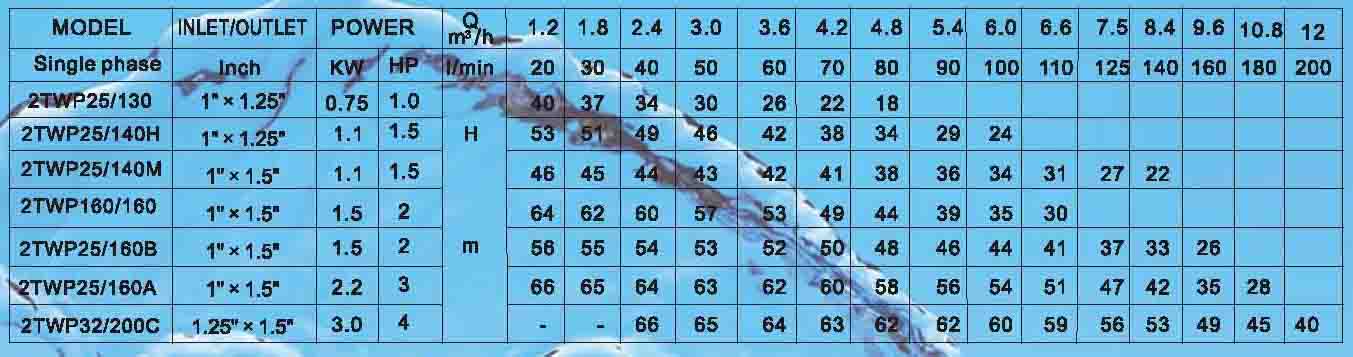 MODEL INLET/OUTLET POWER Q m³/h 1.2 1.8 2.4 3.0 3.6 4.2 4.8 5.4 6.0 6.6 7.5 8.4 9.6 10.8 12
Single phase Inch KW HP l/min 20 30 40 50 60 70 80 90 100 110 125 140 160 180 200
2TWP25/130 1"×1.25" 0.75 1.0 40 37 34 30 26 22 18
2TWP25/140H 1"×1.25" 1.1 1.5 H 53 51 49 46 42 38 34 29 24
2TWP25/140M 1"×1.5" 1.1 1.5 46 45 44 43 42 41 38 36 34 31 27 22
2TWP160/160 1"×1.5" 1.5 2 64 62 60 57 53 49 44 39 35 30
2TWP25/160B 1"×1.5" 1.5 2 m 56 55 54 53 52 50 48 46 44 41 37 33 26
2TWP25/160A 1"×1.5" 2.2 3 66 65 64 63 62 60 58 56 54 51 47 42 35 28
2TWP32/200C 1.25"×1.5" 3.0 4 - - 66 65 64 63 62 62 60 59 56 53 49 45 40